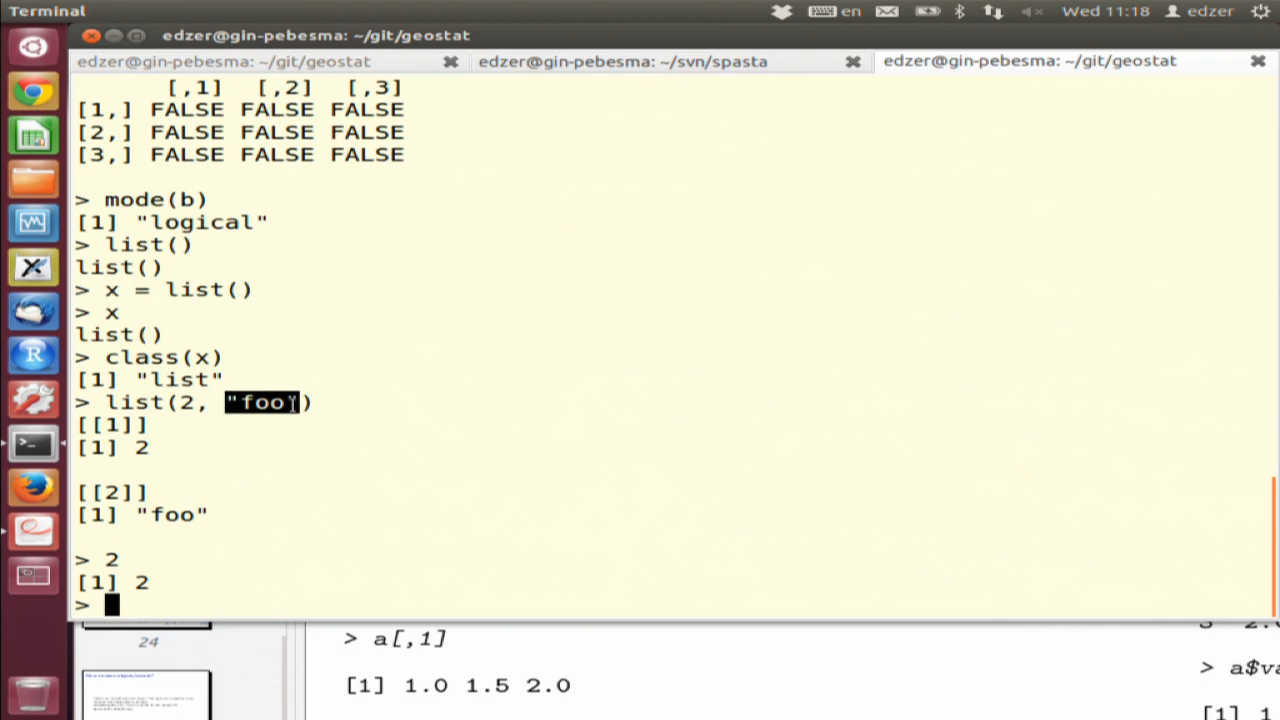 Terminal
en
Wed 11:18
edzer
edzer@gin-pebesma: ~/git/geostat
edzer@gin-pebesma: ~/git/geostat
edzer@gin-pebesma: ~/svn/spasta
edzer@gin-pebesma: ~/git/geostat
[,1] [,2] [,3]
[1,] FALSE FALSE FALSE
[2,] FALSE FALSE FALSE
[3,] FALSE FALSE FALSE
> mode(b)
[1] "logical"
> list()
list()
> x = list()
> x
list()
> class(x)
[1] "list"
> list(2, "foo")
[[1]]
[1] 2
[[2]]
[1] "foo"
> 2
[1] 2
>
24
> a[,1]
[1] 1.0 1.5 2.0
> a$va
[1] 1